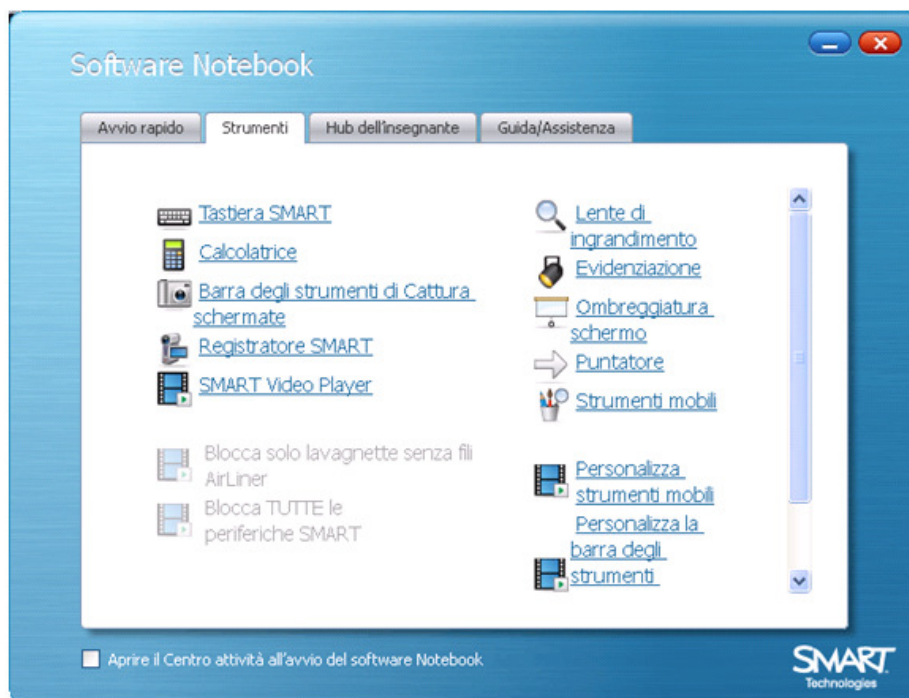 Software Notebook
Avvio rapido
Strumenti
Hub dell'insegnante
Guida/Assistenza
Tastiera SMART
Calcolatrice
Barra degli strumenti di Cattura
schermate
Registratore SMART
SMART Video Player
Blocca solo lavagnette senza fili
AirLiner
Blocca TUTTE le
periferiche SMART
Lente di
ingrandimento
Evidenziazione
Ombreggiatura
schermo
Puntatore
Strumenti mobili
Personalizza
strumenti mobili
Personalizza la
barra degli
strumenti
Aprire il Centro attività all'avvio del software Notebook
SMART
Technologies